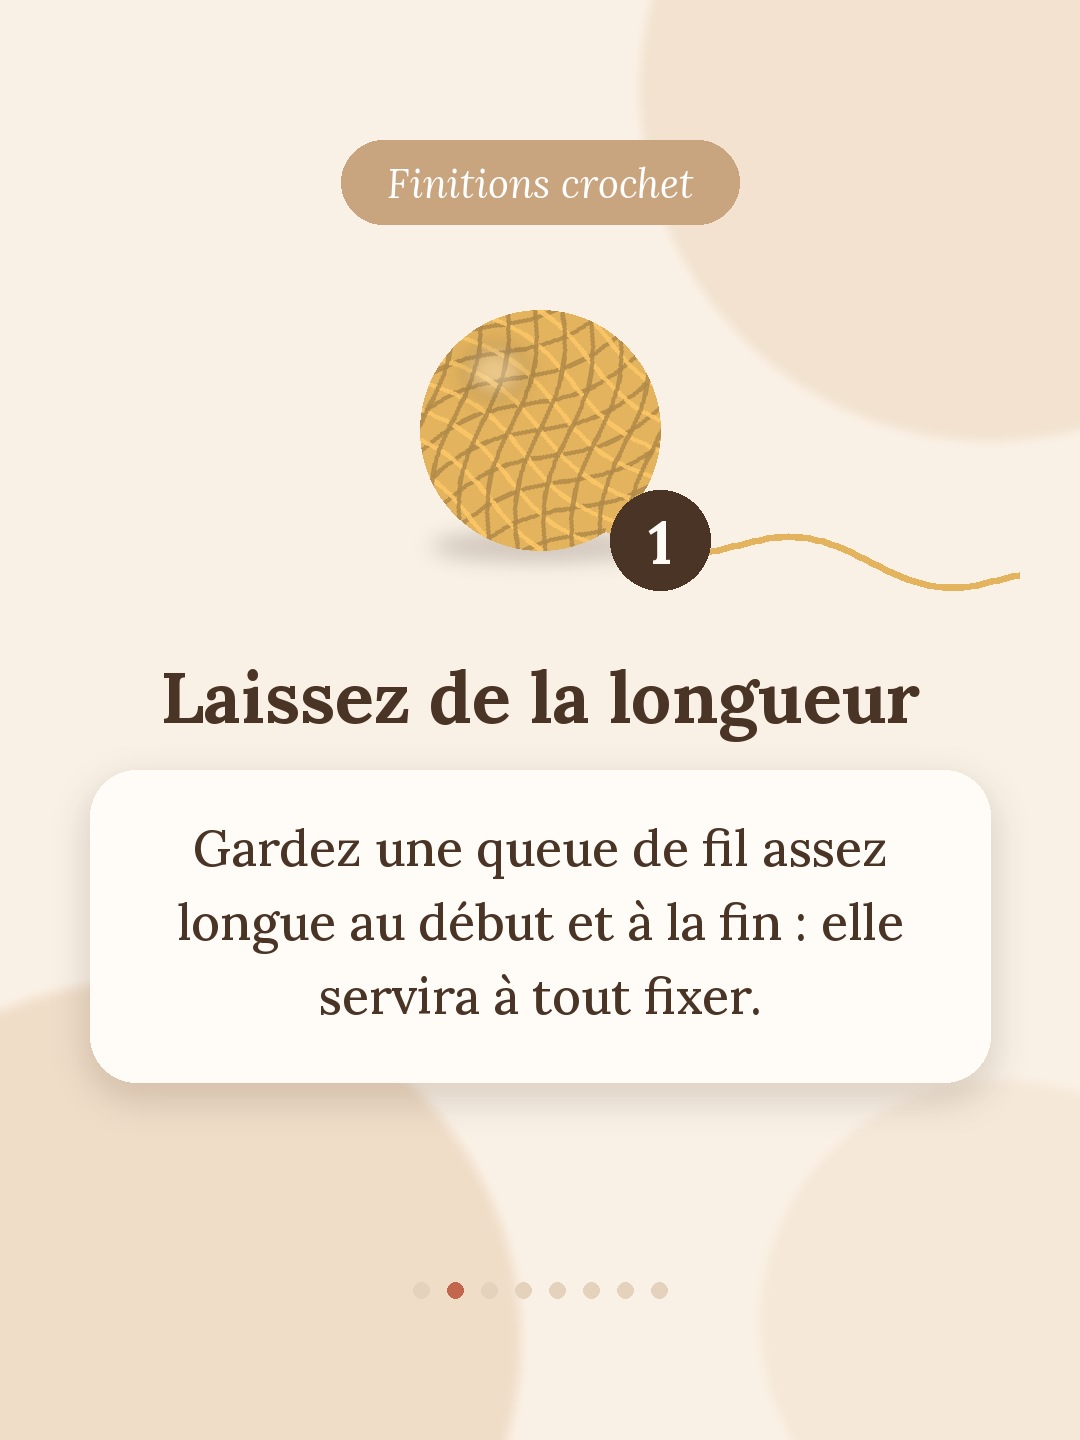 Finitions crochet
1
Laissez de la longueur
Gardez une queue de fil assez
longue au début et à la fin : elle
servira à tout fixer.